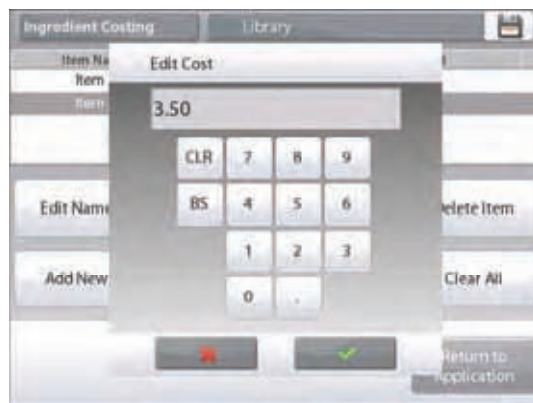 Ingredient Costing
Library
Item Na
Edit Cost
Item
Item
3.50
CLR 7 8 9
Edit Name
BS 4 5 6
elete Item
1 2 3
Add New
Clear All
0 .
Return to
Application